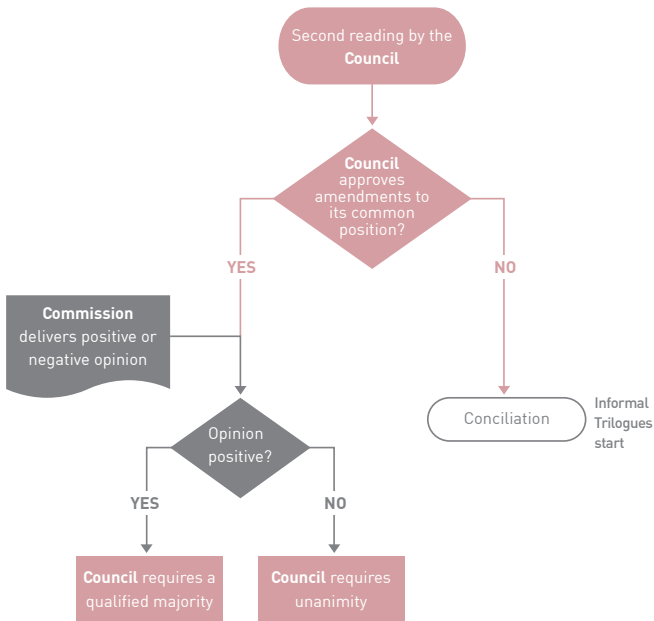 Second reading by the
Council
Council
approves
amendments to
its common
position?
YES
NO
Commission
delivers positive or
negative opinion
Conciliation
Informal
Trilogues
start
Opinion
positive?
YES
NO
Council requires a
qualified majority
Council requires
unanimity